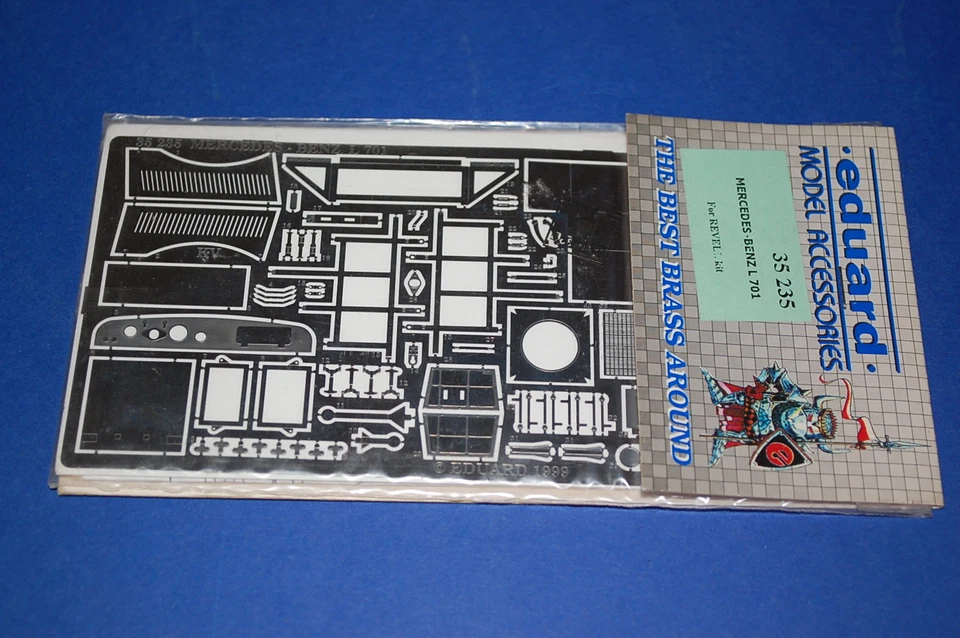 ·eduard·
MODEL ACCESSORIES
35 235
MERCEDES-BENZ L 701
For REVELL kit
THE BEST BRASS AROUND
e
35 235 MERCEDES - BENZ L 701
© EDUARD 1999